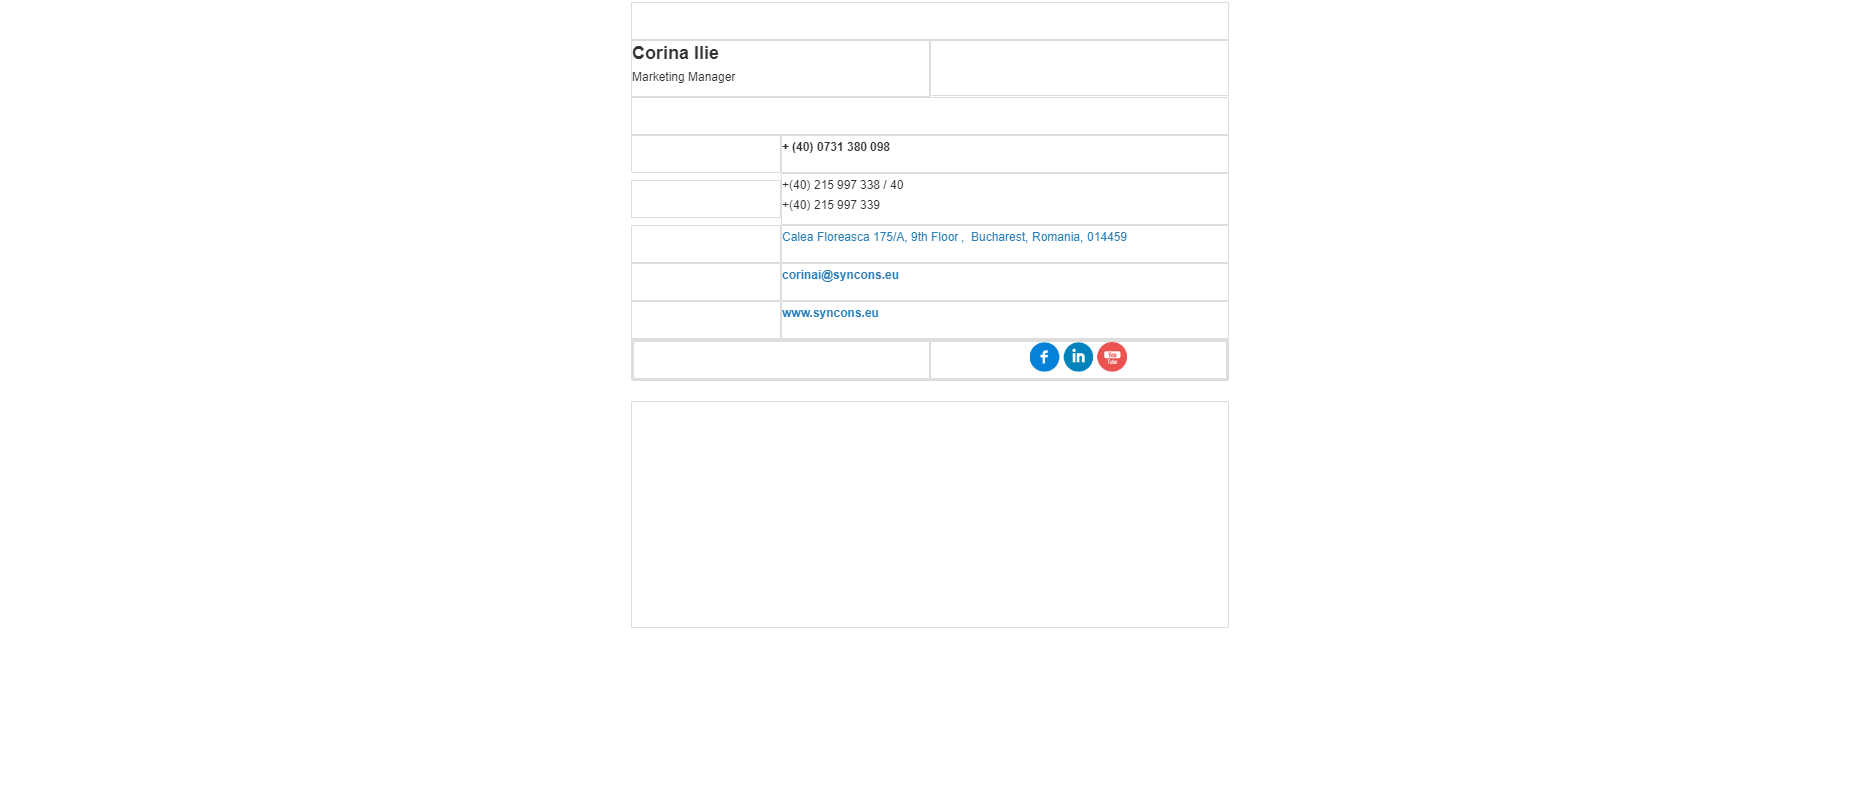 Corina Ilie
Marketing Manager
+ (40) 0731 380 098
+(40) 215 997 338 / 40
+(40) 215 997 339
Calea Floreasca 175/A, 9th Floor ,  Bucharest, Romania, 014459
corinai@syncons.eu
www.syncons.eu
f in You Tube